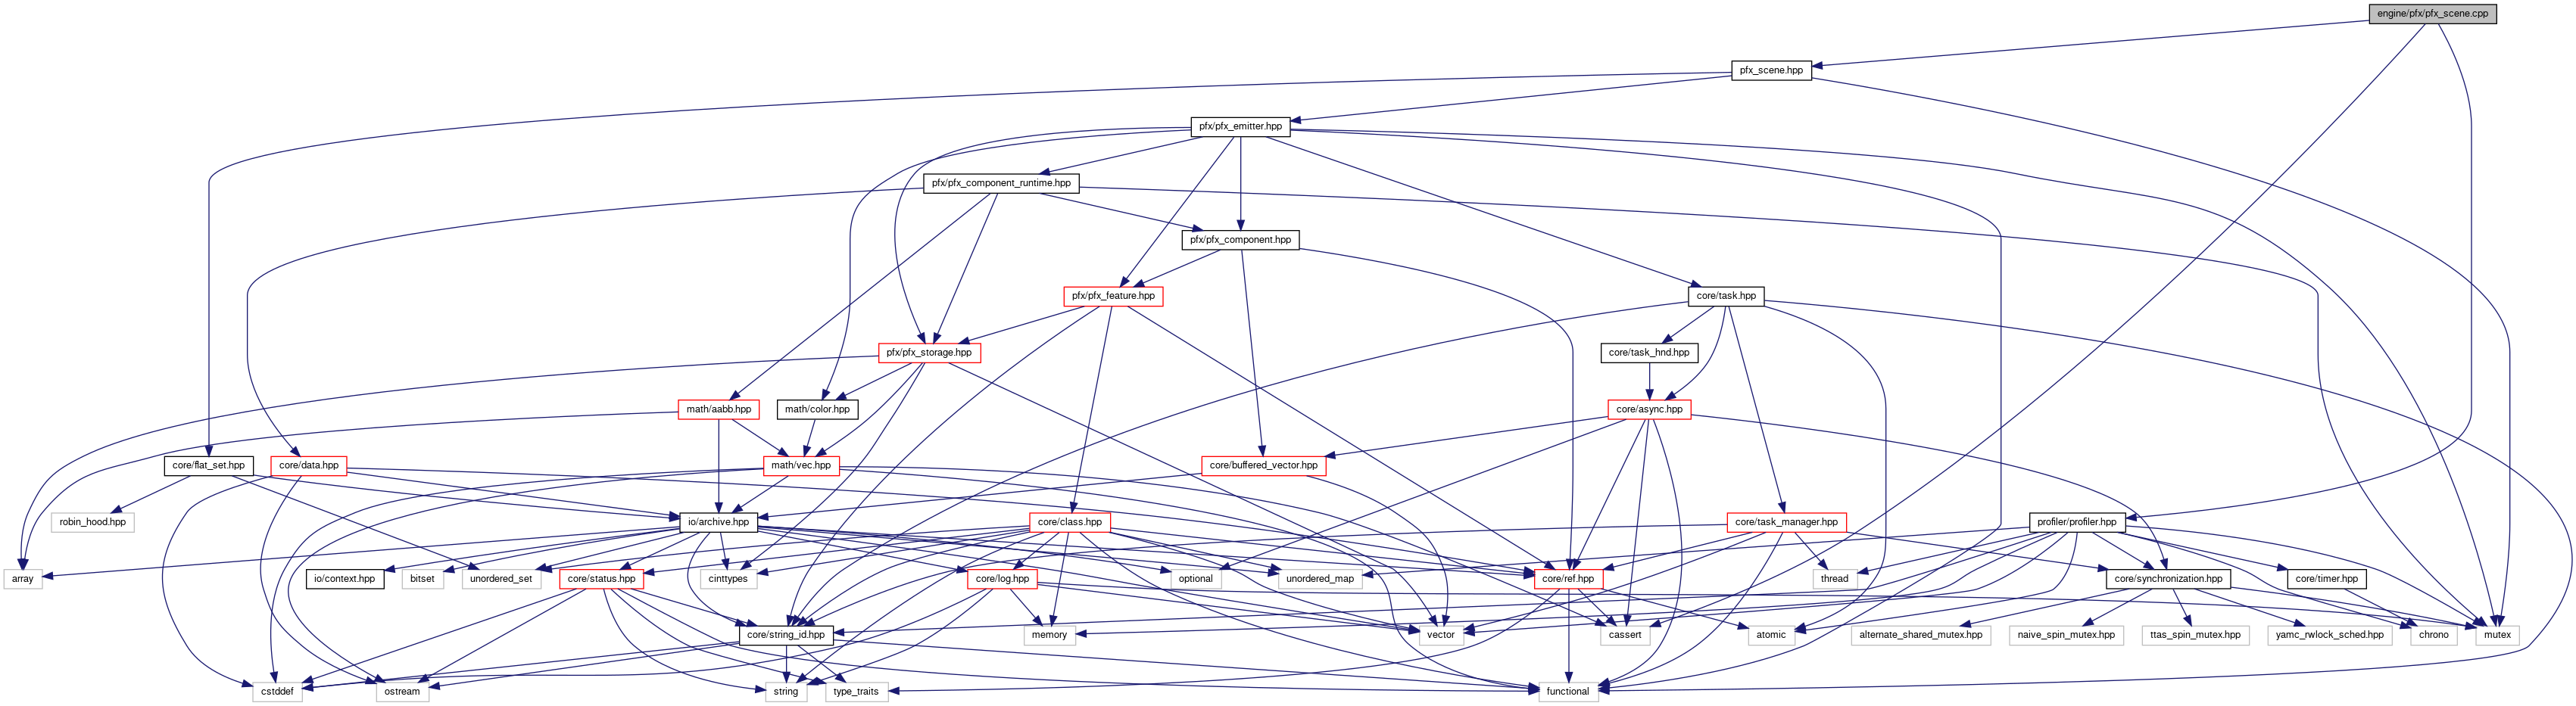 engine/pfx/pfx_scene.cpp
pfx_scene.hpp
pfx/pfx_emitter.hpp
pfx/pfx_component_runtime.hpp
pfx/pfx_component.hpp
pfx/pfx_feature.hpp
core/task.hpp
pfx/pfx_storage.hpp
core/task_hnd.hpp
math/aabb.hpp
math/color.hpp
core/async.hpp
core/flat_set.hpp
core/data.hpp
math/vec.hpp
core/buffered_vector.hpp
robin_hood.hpp
io/archive.hpp
core/class.hpp
core/task_manager.hpp
profiler/profiler.hpp
array
io/context.hpp
bitset
unordered_set
core/status.hpp
cinttypes
core/log.hpp
optional
unordered_map
core/ref.hpp
thread
core/synchronization.hpp
core/timer.hpp
core/string_id.hpp
memory
vector
cassert
atomic
alternate_shared_mutex.hpp
naive_spin_mutex.hpp
ttas_spin_mutex.hpp
yamc_rwlock_sched.hpp
chrono
mutex
cstddef
ostream
string
type_traits
functional